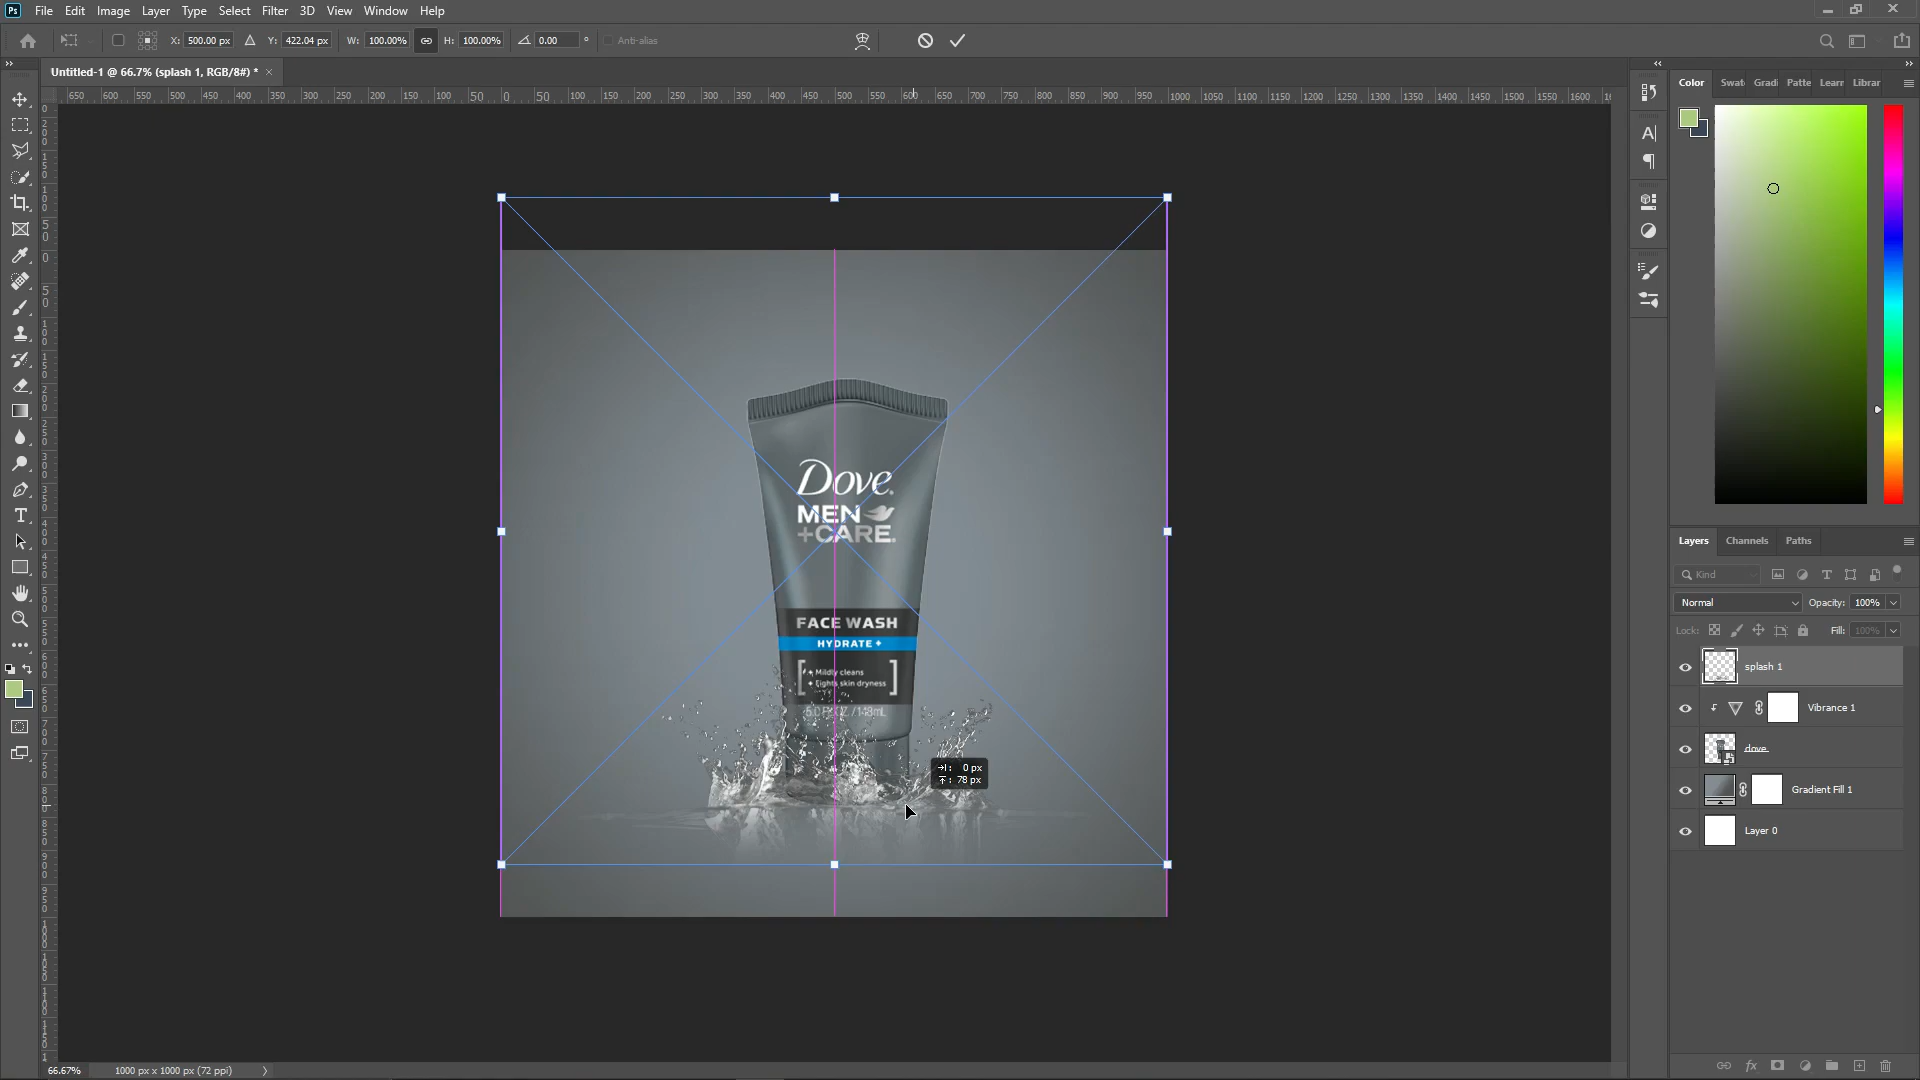 Ps File Edit Image Layer Type Select Filter 3D View Window Help
X: 500.00 px Y: 422.04 px W: 100.00% H: 100.00% 0.00 ° Anti-alias
Untitled-1 @ 66.7% (splash 1, RGB/8#) * ×
650 600 550 500 450 400 350 300 250 200 150 100 50 0 50 100 150 200 250 300 350 400 450 500 550 600 650 700 750 800 850 900 950 1000 1050 1100 1150 1200 1250 1300 1350 1400 1450 1500 1550 1600
Color Swat Gradi Patte Learn Librar
Dove
MEN
+CARE
FACE WASH
HYDRATE +
Mildly cleans
Fights skin dryness
5.0 FL OZ / 148mL
0 px
78 px
Layers Channels Paths
Kind
Normal Opacity: 100%
Lock: Fill: 100%
splash 1
Vibrance 1
dove
Gradient Fill 1
Layer 0
fx
66.67% 1000 px x 1000 px (72 ppi)